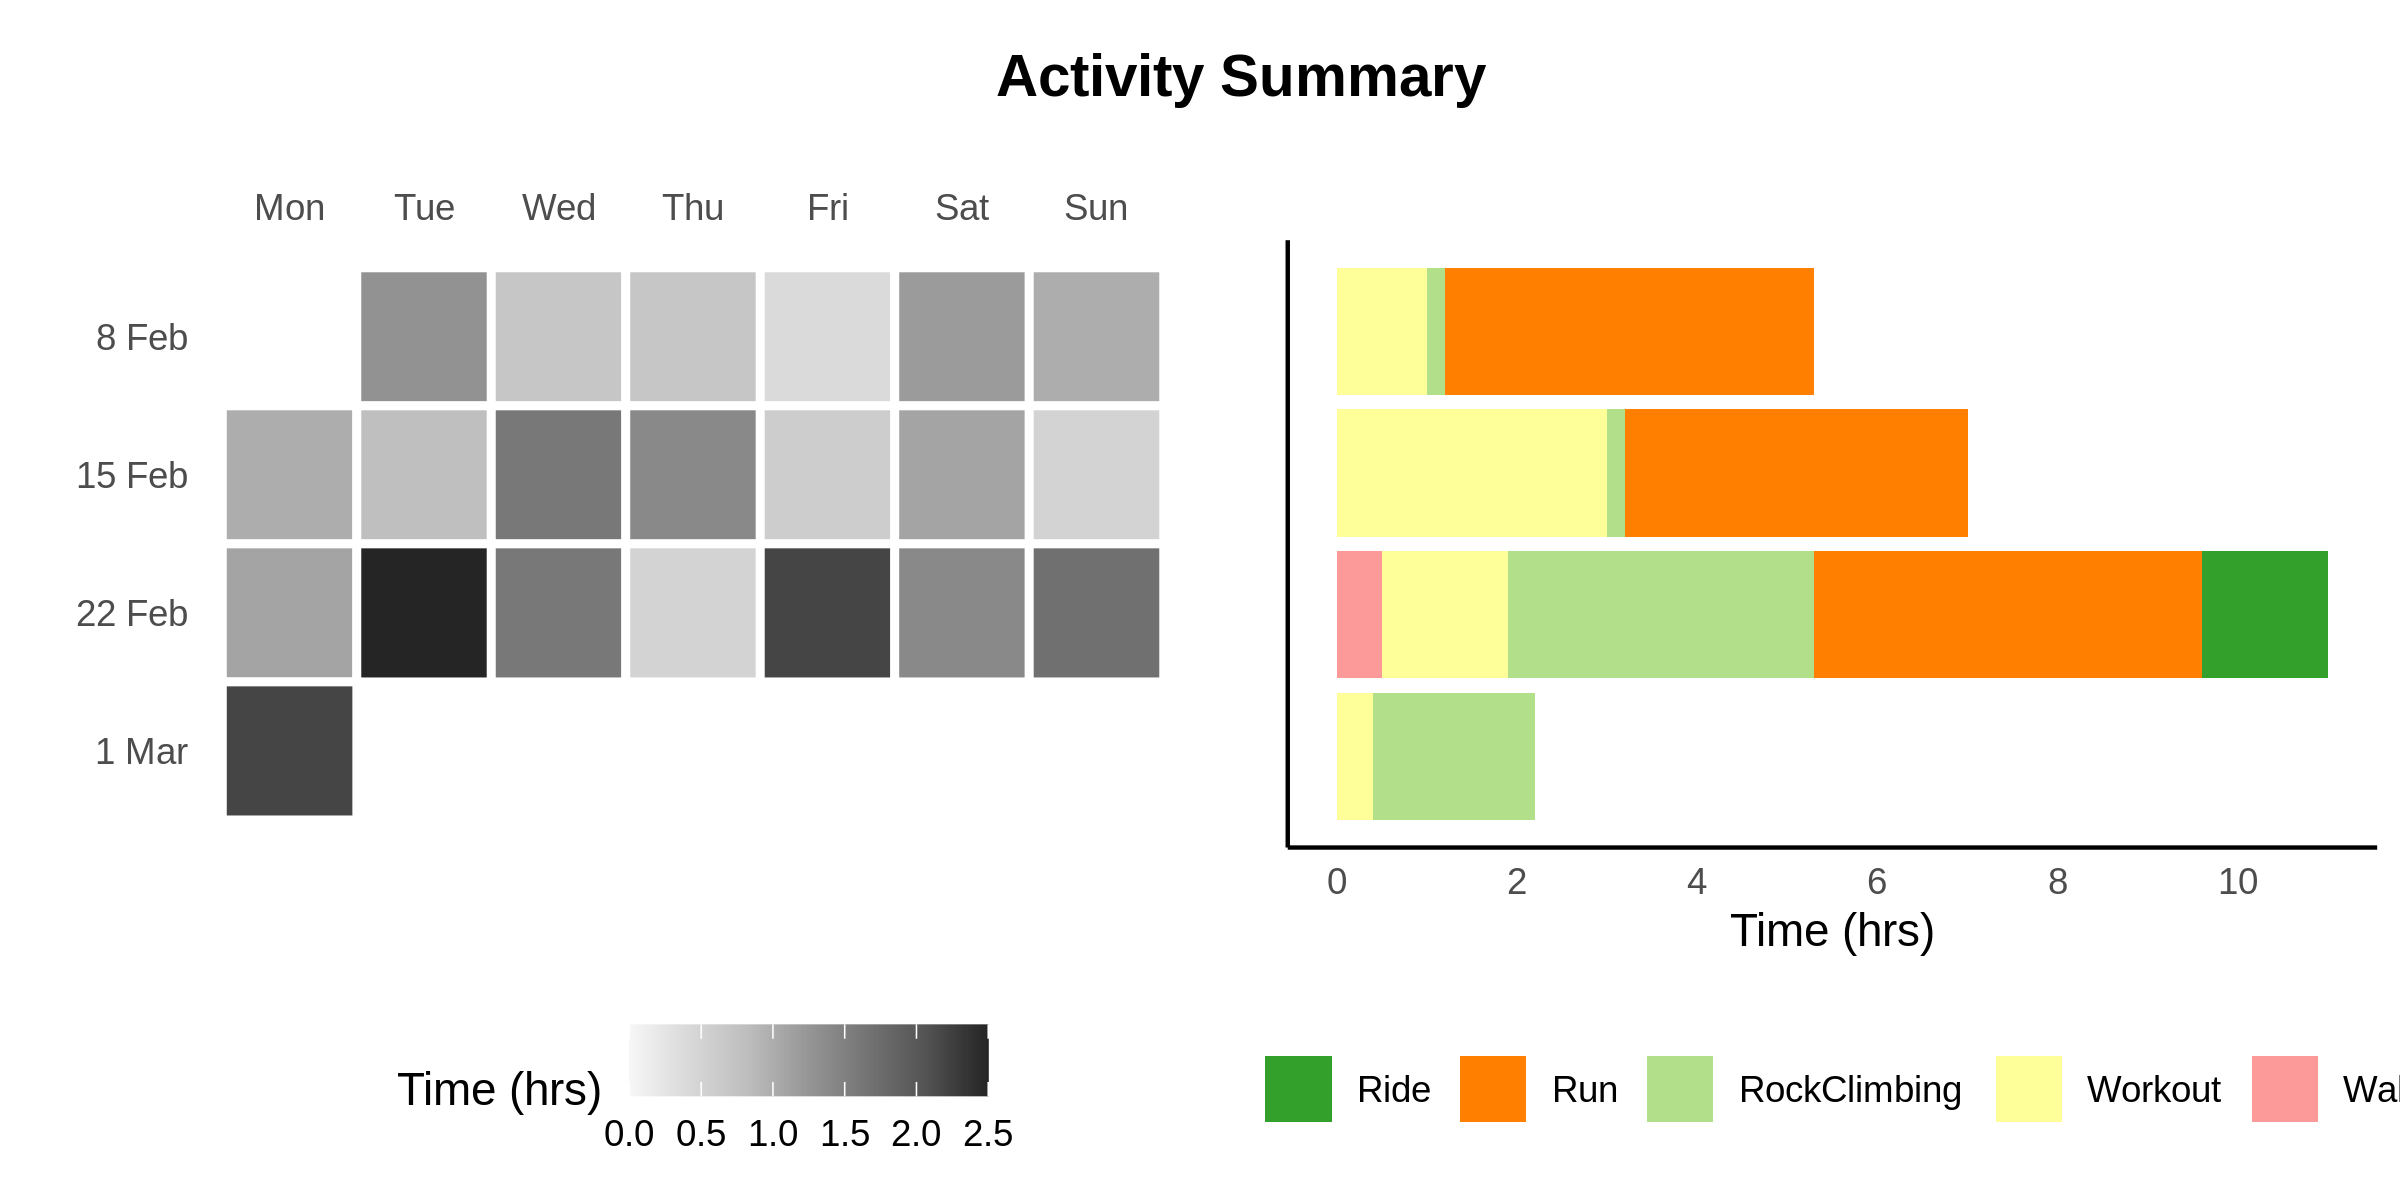 Activity Summary
Mon Tue Wed Thu Fri Sat Sun
8 Feb
15 Feb
22 Feb
1 Mar
0 2 4 6 8 10
Time (hrs)
Time (hrs)
0.0 0.5 1.0 1.5 2.0 2.5
Ride Run RockClimbing Workout